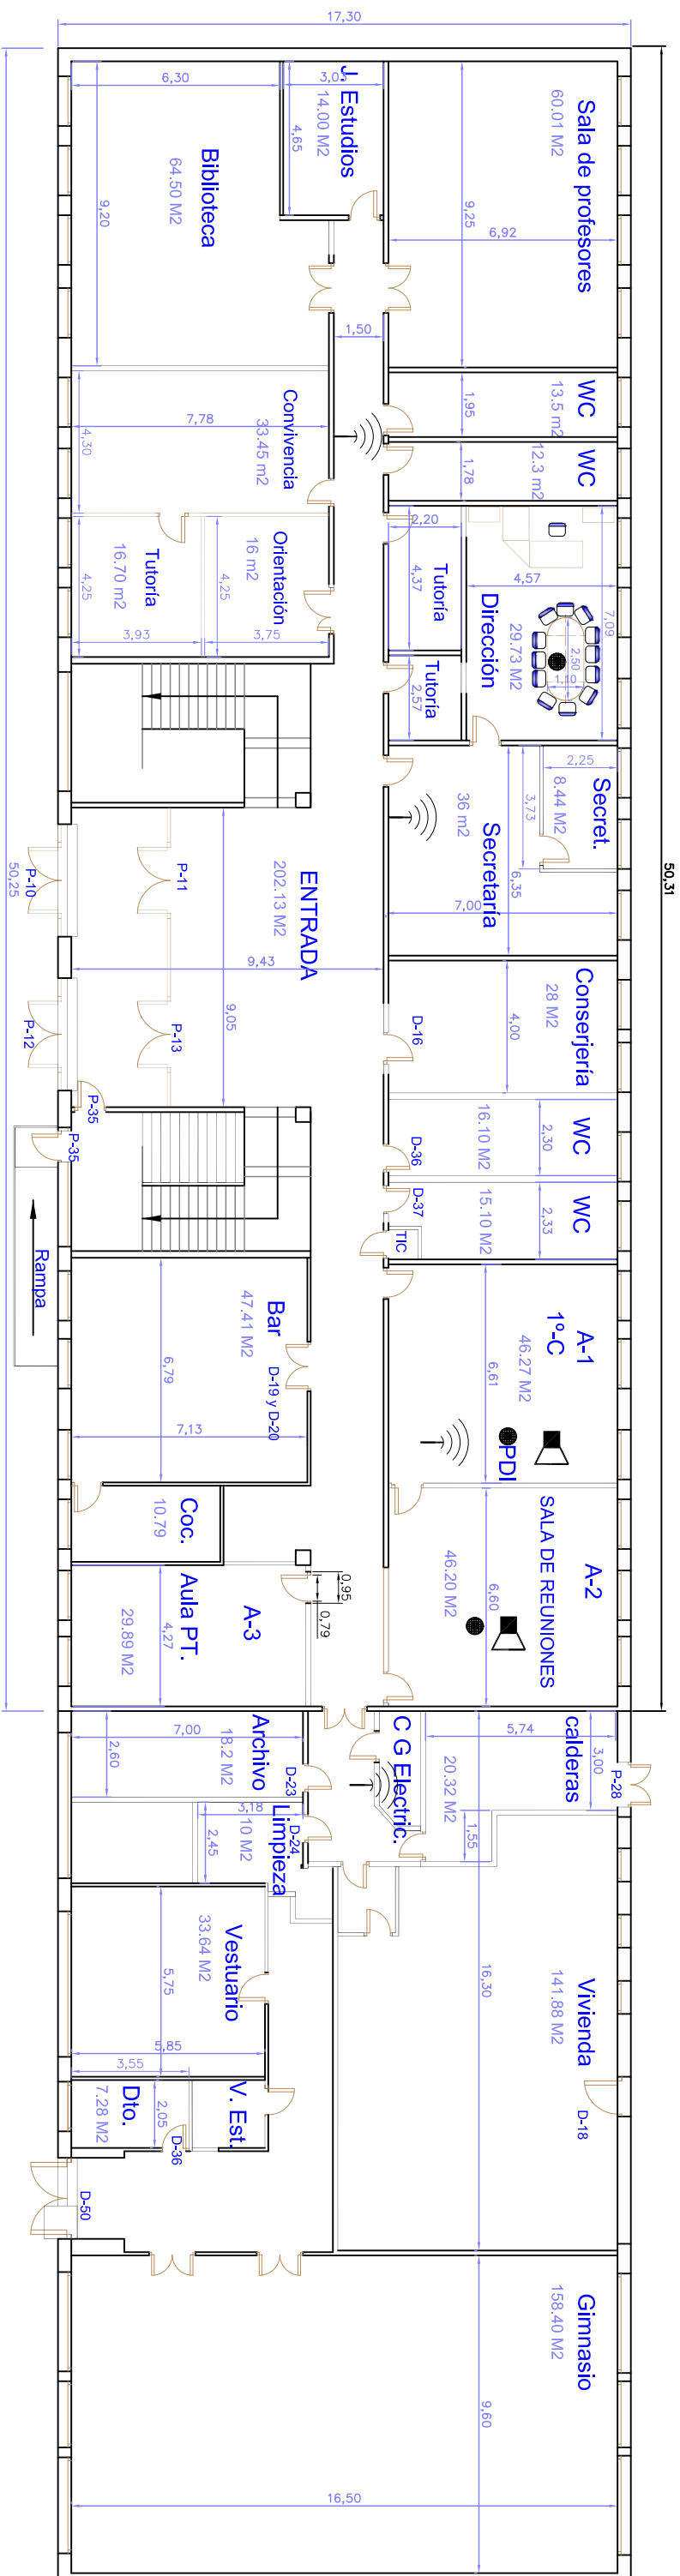 17,30
50,31
50,25
Sala de profesores
60.01 M2
9,25
6,92
J. Estudios
14.00 M2
3,03
4,65
6,30
Biblioteca
64.50 M2
9,20
1,50
WC
13.5 m2
1,95
WC
12.3 m2
1,78
Convivencia
33.45 m2
7,78
4,30
Orientación
16 m2
4,25
3,75
Tutoría
16.70 m2
4,25
3,93
2,20
Tutoría
4,37
Tutoría
2,57
Dirección
29.73 M2
4,57
7,09
2,50
1,10
Secret.
8.44 M2
2,25
3,73
Secretaría
36 m2
6,35
7,00
ENTRADA
202.13 M2
9,43
9,05
P-10
P-11
P-12
P-13
P-35
P-35
Rampa
Conserjería
28 M2
4,00
D-16
WC
16.10 M2
2,30
D-36
WC
15.10 M2
2,33
D-37
TIC
A-1
1º-C
46.27 M2
6,61
PDI
Bar
47.41 M2
D-19 y D-20
6,79
7,13
A-2
SALA DE REUNIONES
46.20 M2
6,60
Coc.
10.79
A-3
Aula PT.
29.89 M2
4,27
0,95
0,79
calderas
20.32 M2
5,74
3,00
P-28
1,55
C G Electric.
Archivo
18.2 M2
7,00
2,60
D-23
Limpieza
10 M2
3,18
2,45
D-24
Vestuario
33.64 M2
5,75
5,85
3,55
Vivienda
141.88 M2
16,30
D-18
V. Est.
Dto.
7.28 M2
2,05
D-36
D-50
Gimnasio
158.40 M2
9,60
16,50